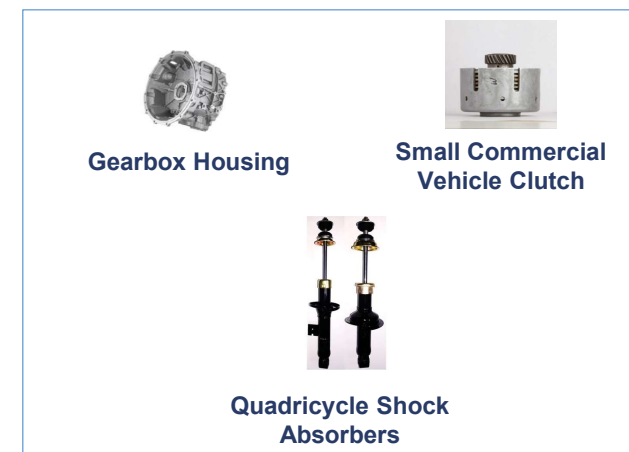 Gearbox Housing
Small Commercial
Vehicle Clutch
Quadricycle Shock
Absorbers